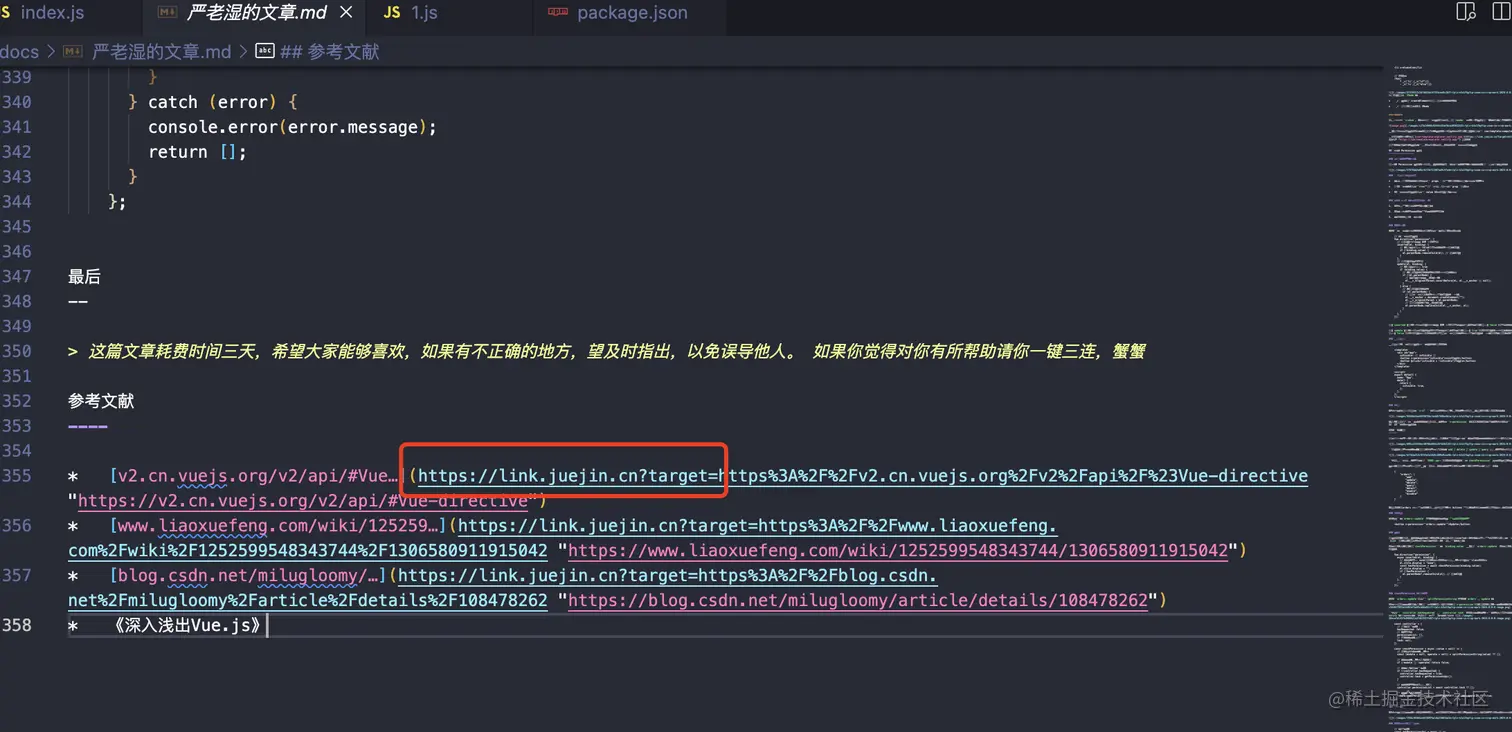 S index.js 严老湿的文章.md × JS 1.js package.json
docs > 严老湿的文章.md > abc ## 参考文献
339 }
340 } catch (error) {
341 console.error(error.message);
342 return [];
343 }
344 };
345
346
347 最后
348 --
349
350 > 这篇文章耗费时间三天，希望大家能够喜欢，如果有不正确的地方，望及时指出，以免误导他人。 如果你觉得对你有所帮助请你一键三连，蟹蟹
351
352 参考文献
353 ----
354
355 * [v2.cn.vuejs.org/v2/api/#Vue…](https://link.juejin.cn?target=https%3A%2F%2Fv2.cn.vuejs.org%2Fv2%2Fapi%2F%23Vue-directive
"https://v2.cn.vuejs.org/v2/api/#Vue-directive")
356 * [www.liaoxuefeng.com/wiki/125259…](https://link.juejin.cn?target=https%3A%2F%2Fwww.liaoxuefeng.
com%2Fwiki%2F1252599548343744%2F1306580911915042 "https://www.liaoxuefeng.com/wiki/1252599548343744/1306580911915042")
357 * [blog.csdn.net/milugloomy/…](https://link.juejin.cn?target=https%3A%2F%2Fblog.csdn.
net%2Fmilugloomy%2Farticle%2Fdetails%2F108478262 "https://blog.csdn.net/milugloomy/article/details/108478262")
358 * 《深入浅出Vue.js》
@稀土掘金技术社区